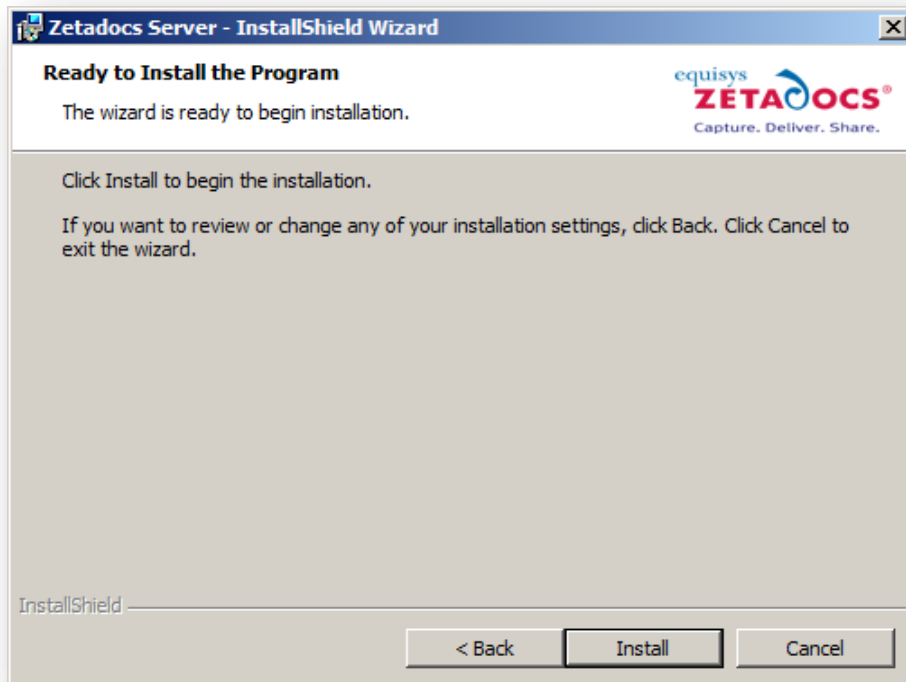 Zetadocs Server - InstallShield Wizard
Ready to Install the Program
The wizard is ready to begin installation.
equisys
ZETADOCS®
Capture. Deliver. Share.
Click Install to begin the installation.
If you want to review or change any of your installation settings, click Back. Click Cancel to
exit the wizard.
InstallShield
< Back
Install
Cancel